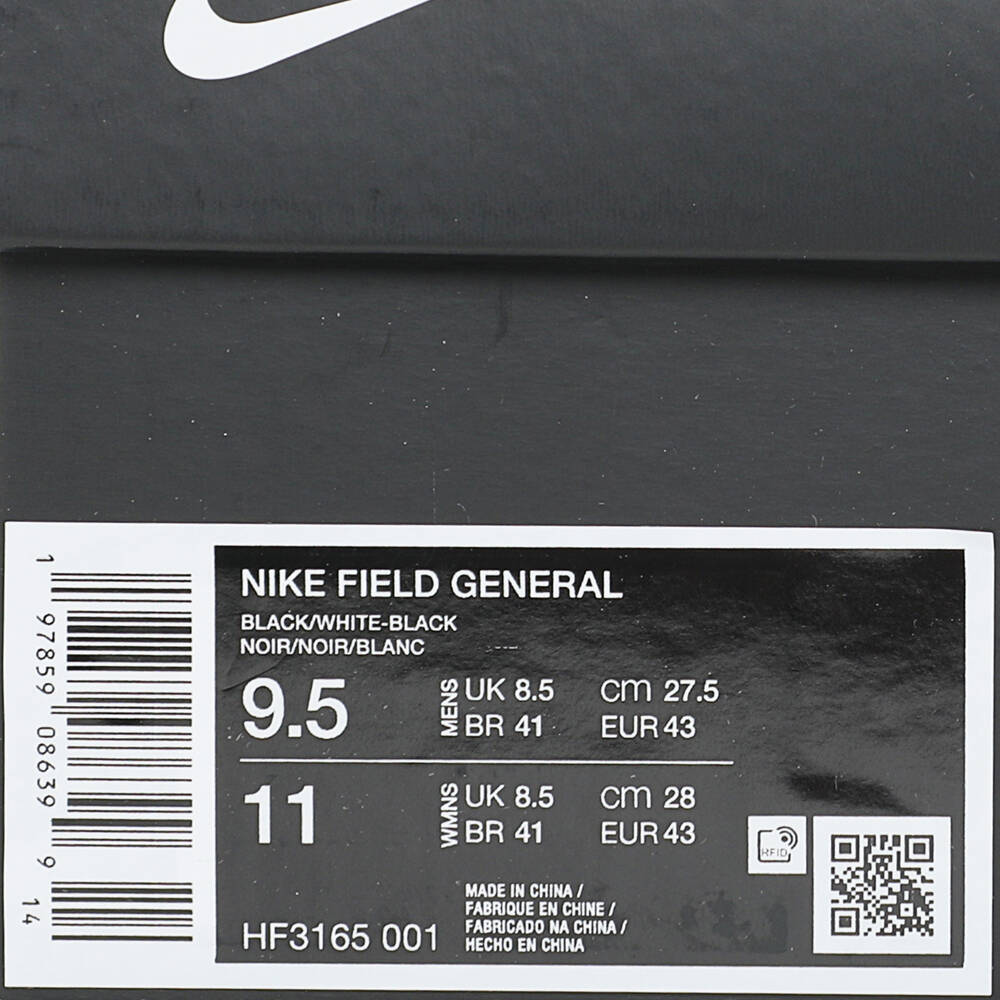 NIKE FIELD GENERAL
BLACK/WHITE-BLACK
NOIR/NOIR/BLANC
9.5 MENS UK 8.5 cm 27.5
BR 41 EUR 43
11 WMNS UK 8.5 cm 28
BR 41 EUR 43
RFID
MADE IN CHINA /
FABRIQUE EN CHINE /
FABRICADO NA CHINA /
HECHO EN CHINA
HF3165 001
1 97859 08639 9 14